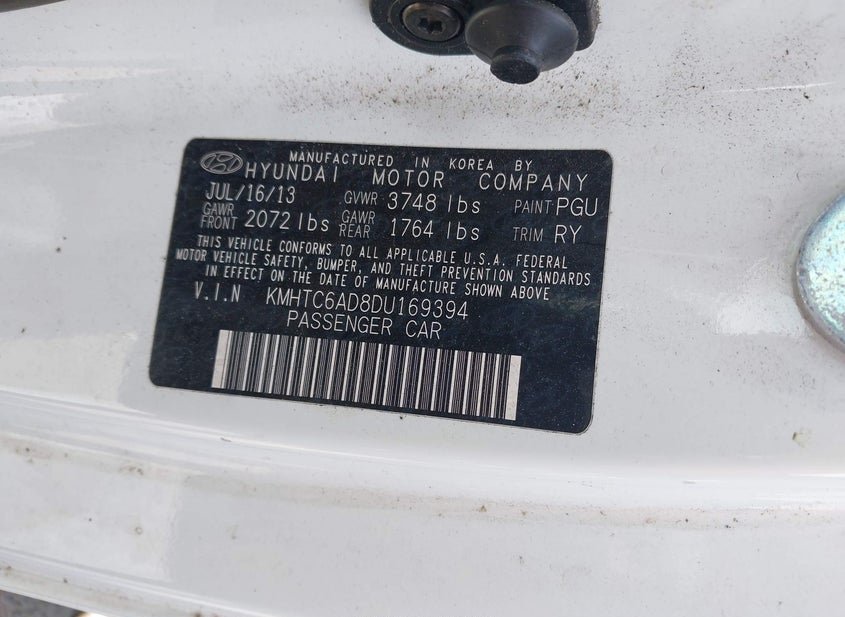 MANUFACTURED IN KOREA BY
HYUNDAI MOTOR COMPANY
JUL/16/13 GVWR 3748 lbs PAINT PGU
GAWR FRONT 2072 lbs GAWR REAR 1764 lbs TRIM RY
THIS VEHICLE CONFORMS TO ALL APPLICABLE U.S.A. FEDERAL
MOTOR VEHICLE SAFETY, BUMPER, AND THEFT PREVENTION STANDARDS
IN EFFECT ON THE DATE OF MANUFACTURE SHOWN ABOVE
V.I.N KMHTC6AD8DU169394
PASSENGER CAR